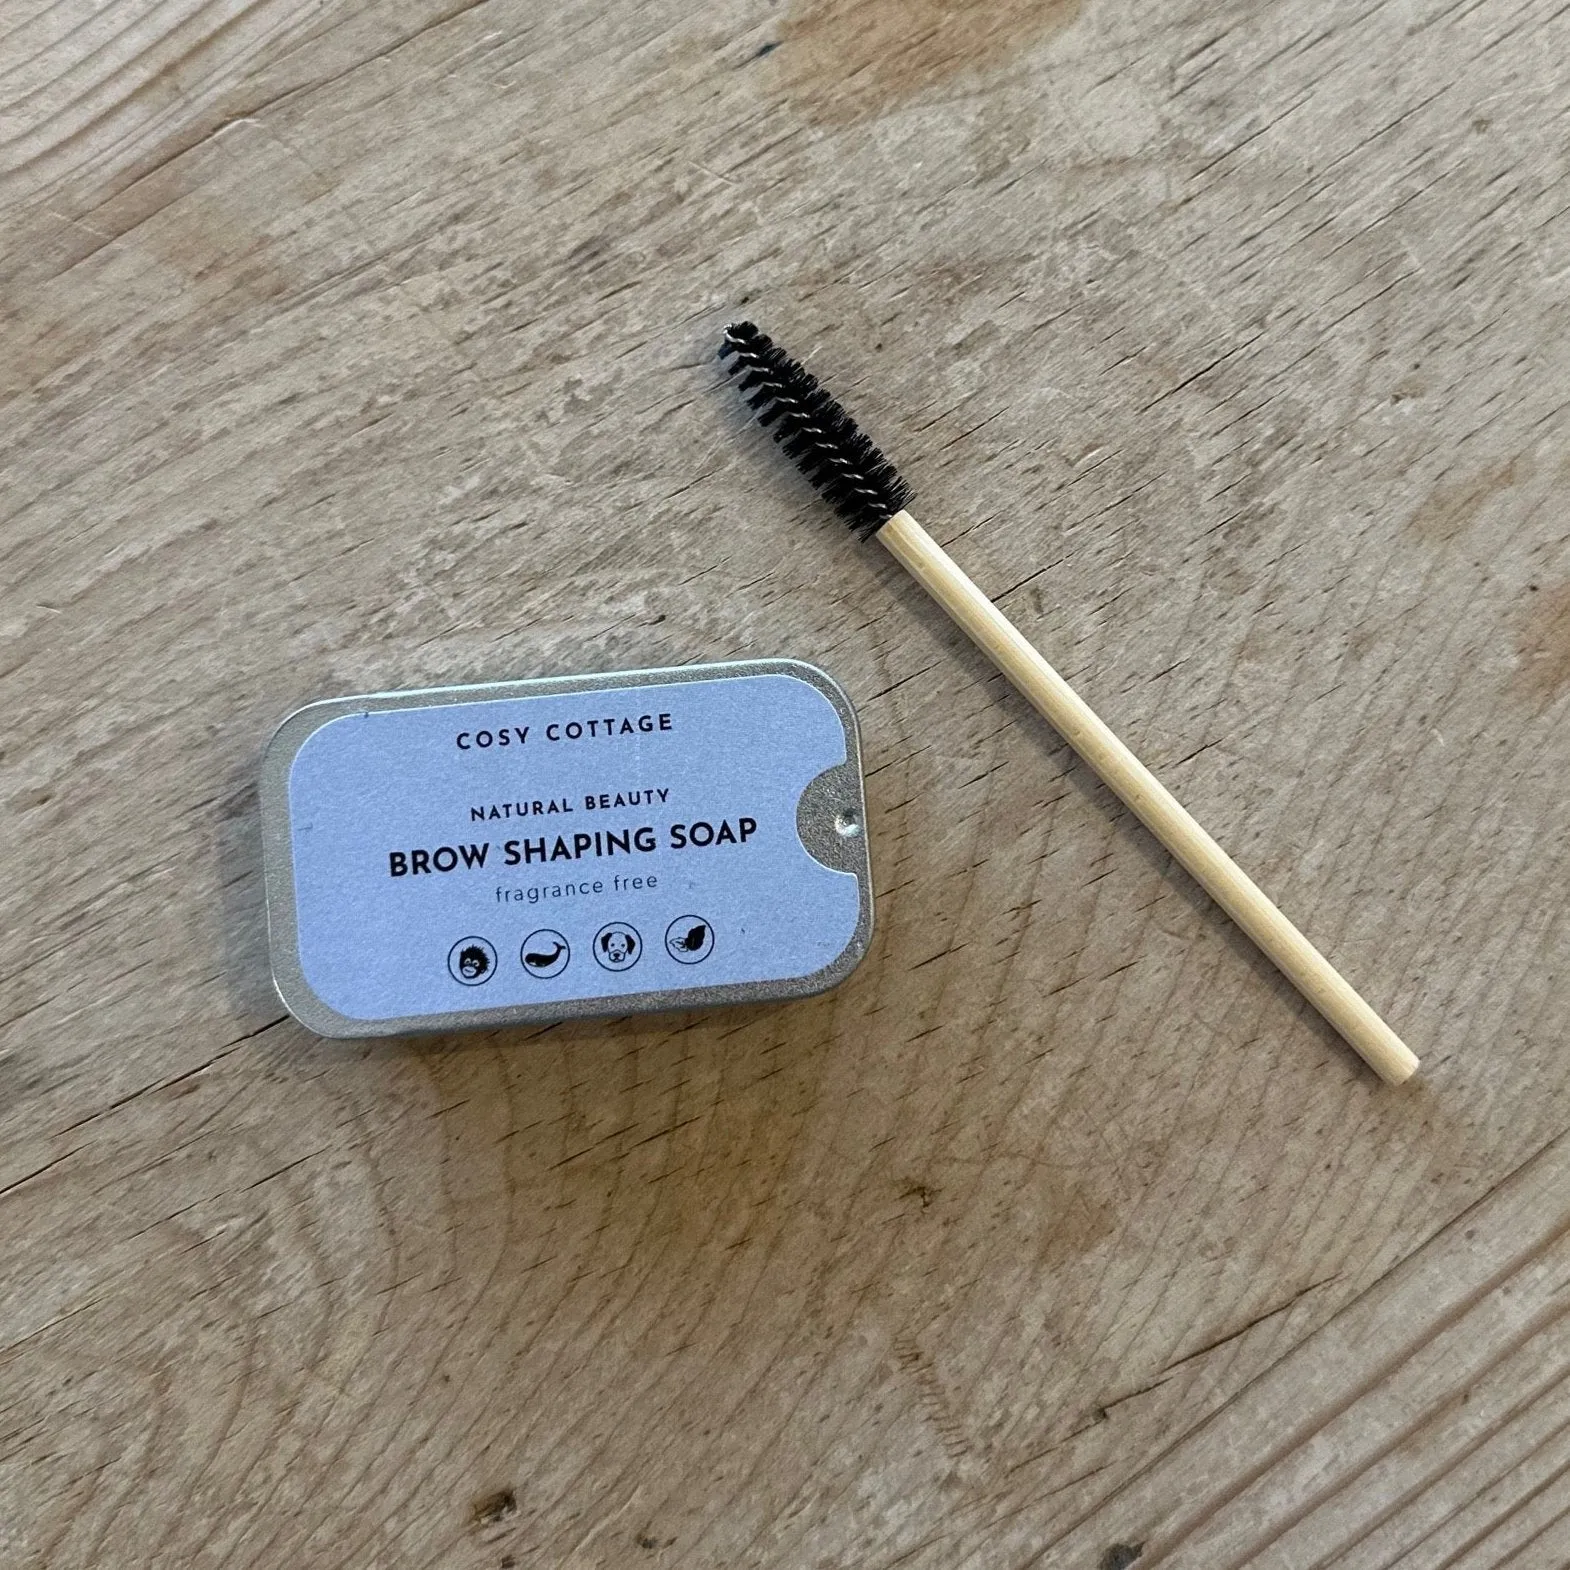 COSY COTTAGE
NATURAL BEAUTY
BROW SHAPING SOAP
fragrance free